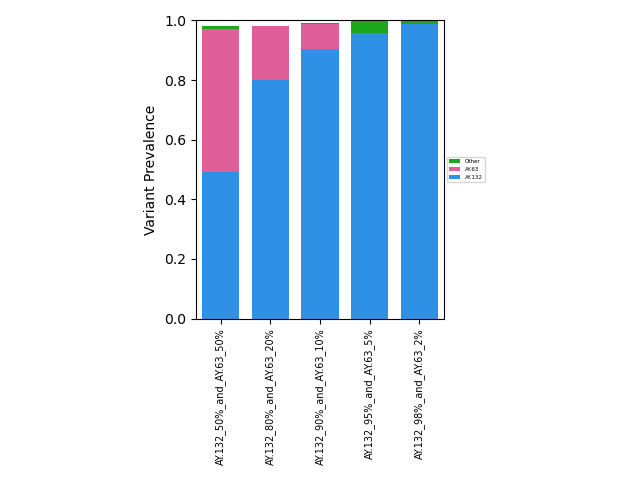 1.0
0.8
0.6
0.4
0.2
0.0
Variant Prevalence
Other
AY.63
AY.132
AY.132_50%_and_AY.63_50%
AY.132_80%_and_AY.63_20%
AY.132_90%_and_AY.63_10%
AY.132_95%_and_AY.63_5%
AY.132_98%_and_AY.63_2%